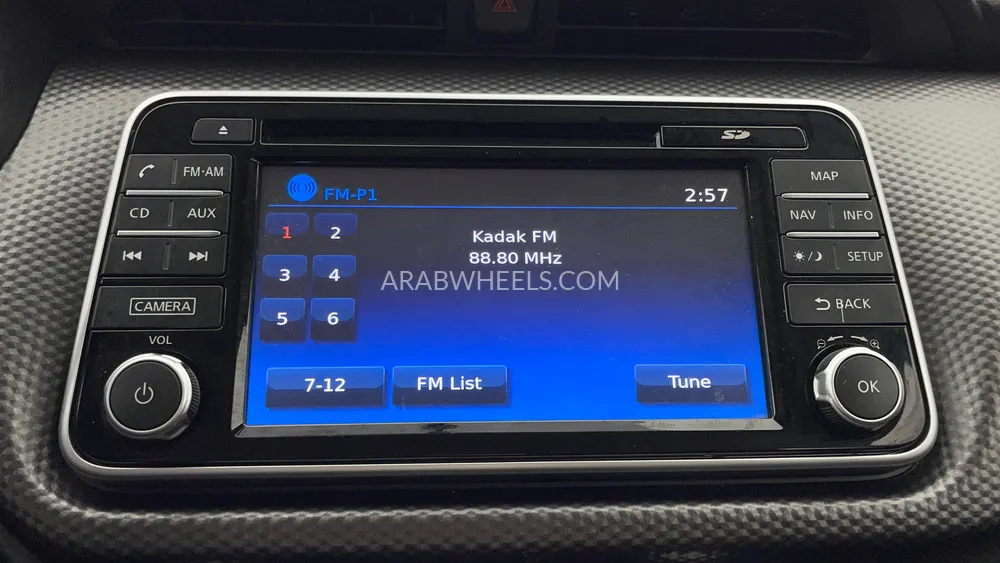 SD
FM·AM
MAP
CD
AUX
NAV
INFO
SETUP
CAMERA
BACK
VOL
OK
FM-P1
2:57
1
2
Kadak FM
88.80 MHz
3
4
ARABWHEELS.COM
5
6
7-12
FM List
Tune